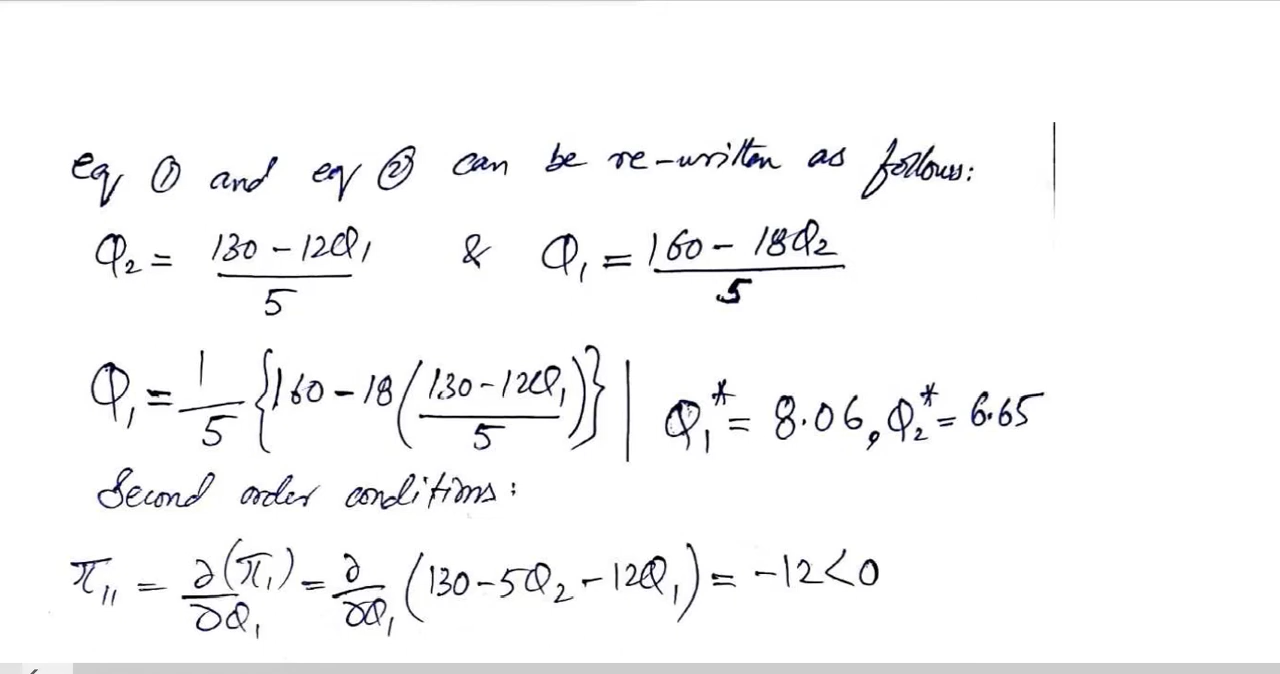 eq ① and eq ② can be re-written as follows:
Q₂ = (130 - 12Q₁)/5 & Q₁ = (160 - 18Q₂)/5
Q₁ = 1/5 {160 - 18((130 - 12Q₁)/5)} | Q₁* = 8.06, Q₂* = 6.65
Second order conditions:
π₁₁ = ∂(π₁)/∂Q₁ = ∂/∂Q₁ (130 - 5Q₂ - 12Q₁) = -12 < 0